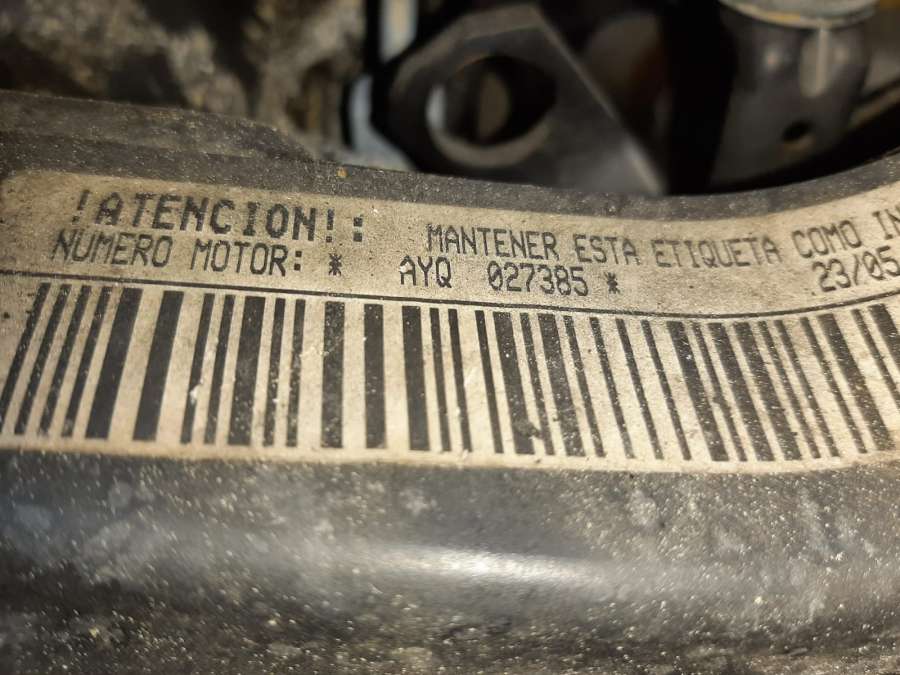 !ATENCION!: MANTENER ESTA ETIQUETA COMO
NUMERO MOTOR: * AYQ 027385 * 23/05